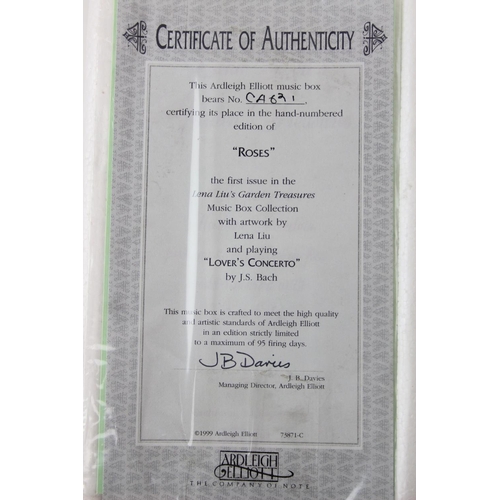 CERTIFICATE OF AUTHENTICITY
This Ardleigh Elliott music box
bears No. CA631,
certifying its place in the hand-numbered
edition of
"ROSES"
the first issue in the
Lena Liu's Garden Treasures
Music Box Collection
with artwork by
Lena Liu
and playing
"LOVER'S CONCERTO"
by J.S. Bach
This music box is crafted to meet the high quality
and artistic standards of Ardleigh Elliott
in an edition strictly limited
to a maximum of 95 firing days.
JB Davies
J. B. Davies
Managing Director, Ardleigh Elliott
©1999 Ardleigh Elliott 73871-C
ARDLEIGH
ELLIOTT
THE COMPANY OF NOTE